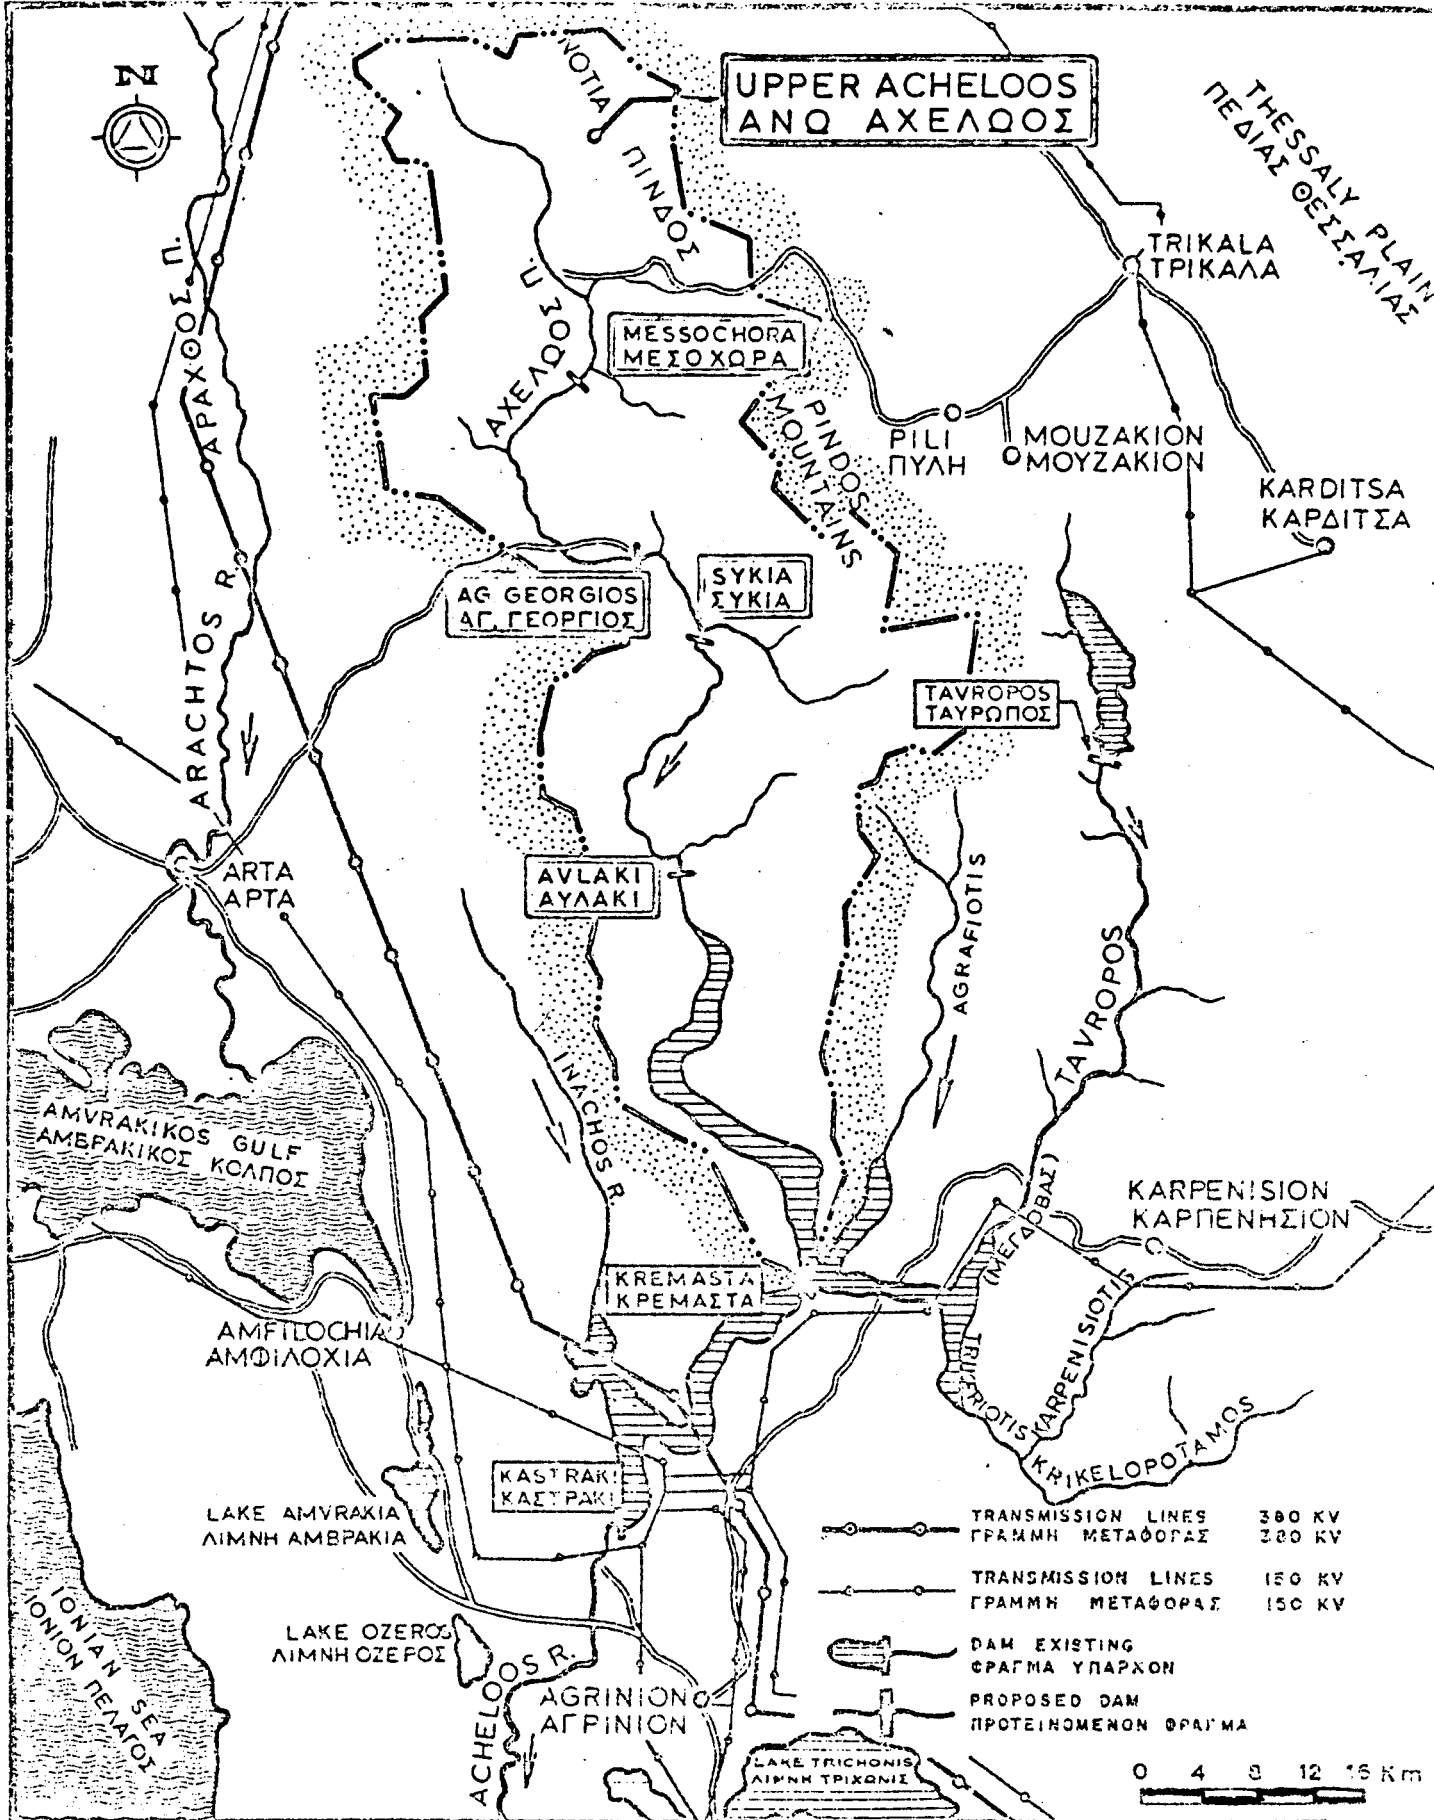 N
ΝΟΤΙΑ
ΠΙΝΔΟΣ
UPPER ACHELOOS
ΑΝΩ ΑΧΕΛΩΟΣ
THESSALY PLAIN
ΠΕΔΙΑΣ ΘΕΣΣΑΛΙΑΣ
TRIKALA
ΤΡΙΚΑΛΑ
ΑΡΑΧΘΟΣ Π.
ΑΧΕΛΩΟΣ Π.
MESSOCHORA
ΜΕΣΟΧΩΡΑ
PINDOS
MOUNTAINS
PILI
ΠΥΛΗ
MOUZAKION
ΜΟΥΖΑΚΙΟΝ
KARDITSA
ΚΑΡΔΙΤΣΑ
AG GEORGIOS
ΑΓ. ΓΕΩΡΓΙΟΣ
SYKIA
ΣΥΚΙΑ
ARACHTOS R.
TAVROPOS
ΤΑΥΡΩΠΟΣ
ARTA
ΑΡΤΑ
AVLAKI
ΑΥΛΑΚΙ
AGRAFIOTIS
TAVROPOS
(ΜΕΓΔΟΒΑΣ)
INACHOS R.
AMVRAKIKOS GULF
ΑΜΒΡΑΚΙΚΟΣ ΚΟΛΠΟΣ
KARPENISION
ΚΑΡΠΕΝΗΣΙΟΝ
KREMASTA
ΚΡΕΜΑΣΤΑ
AMFILOCHIA
ΑΜΦΙΛΟΧΙΑ
KARPENISIOTIS
KRIKELOPOTAMOS
KASTRAKI
ΚΑΣΤΡΑΚΙ
LAKE AMVRAKIA
ΛΙΜΝΗ ΑΜΒΡΑΚΙΑ
TRANSMISSION LINES 380 KV
ΓΡΑΜΜΗ ΜΕΤΑΦΟΡΑΣ 380 KV
TRANSMISSION LINES 150 KV
ΓΡΑΜΜΗ ΜΕΤΑΦΟΡΑΣ 150 KV
DAM EXISTING
ΦΡΑΓΜΑ ΥΠΑΡΧΟΝ
PROPOSED DAM
ΠΡΟΤΕΙΝΟΜΕΝΟΝ ΦΡΑΓΜΑ
IONIAN SEA
ΙΟΝΙΟΝ ΠΕΛΑΓΟΣ
LAKE OZEROS
ΛΙΜΝΗ ΟΖΕΡΟΣ
ACHELOOS R.
AGRINION
ΑΓΡΙΝΙΟΝ
LAKE TRICHONIS
ΛΙΜΝΗ ΤΡΙΧΩΝΙΣ
0 4 8 12 16 Km